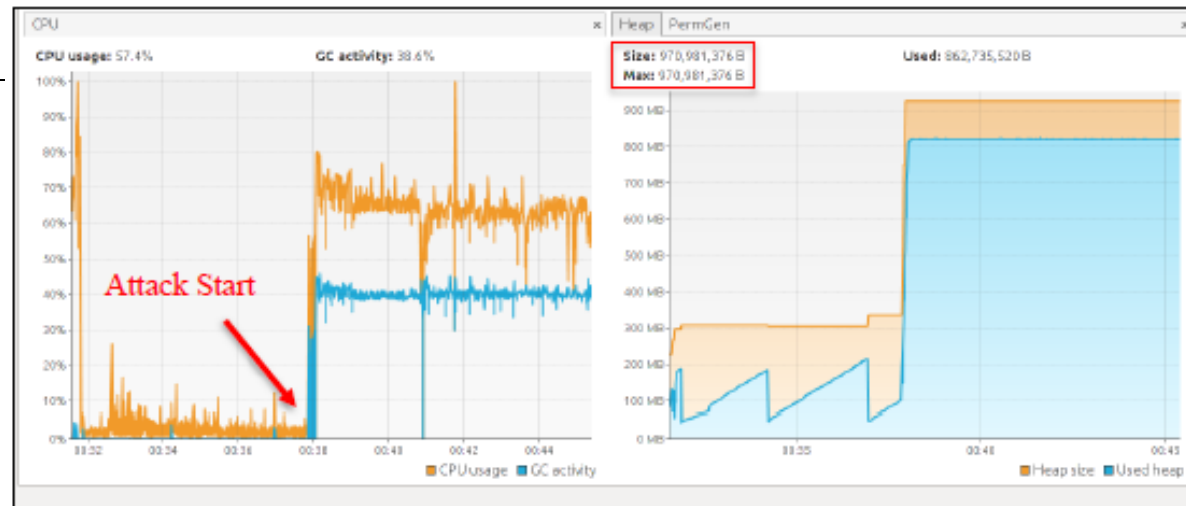 CPU
×
Heap
PermGen
×
CPU usage: 57.4%
GC activity: 38.6%
Size: 970,981,376 B
Max: 970,981,376 B
Used: 862,735,520 B
100%
90%
80%
70%
60%
50%
40%
30%
20%
10%
0%
Attack Start
00:32
00:34
00:36
00:38
00:40
00:42
00:44
CPU usage
GC activity
900 MB
800 MB
700 MB
600 MB
500 MB
400 MB
300 MB
200 MB
100 MB
0 MB
00:35
00:40
00:45
Heap size
Used heap